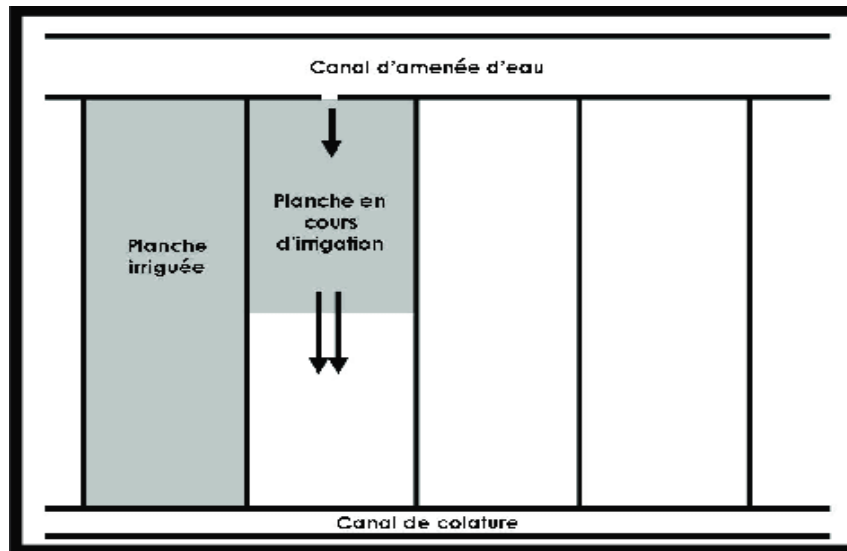 Canal d'amenée d'eau
Planche en
cours
d'irrigation
Planche
irriguée
Canal de colature